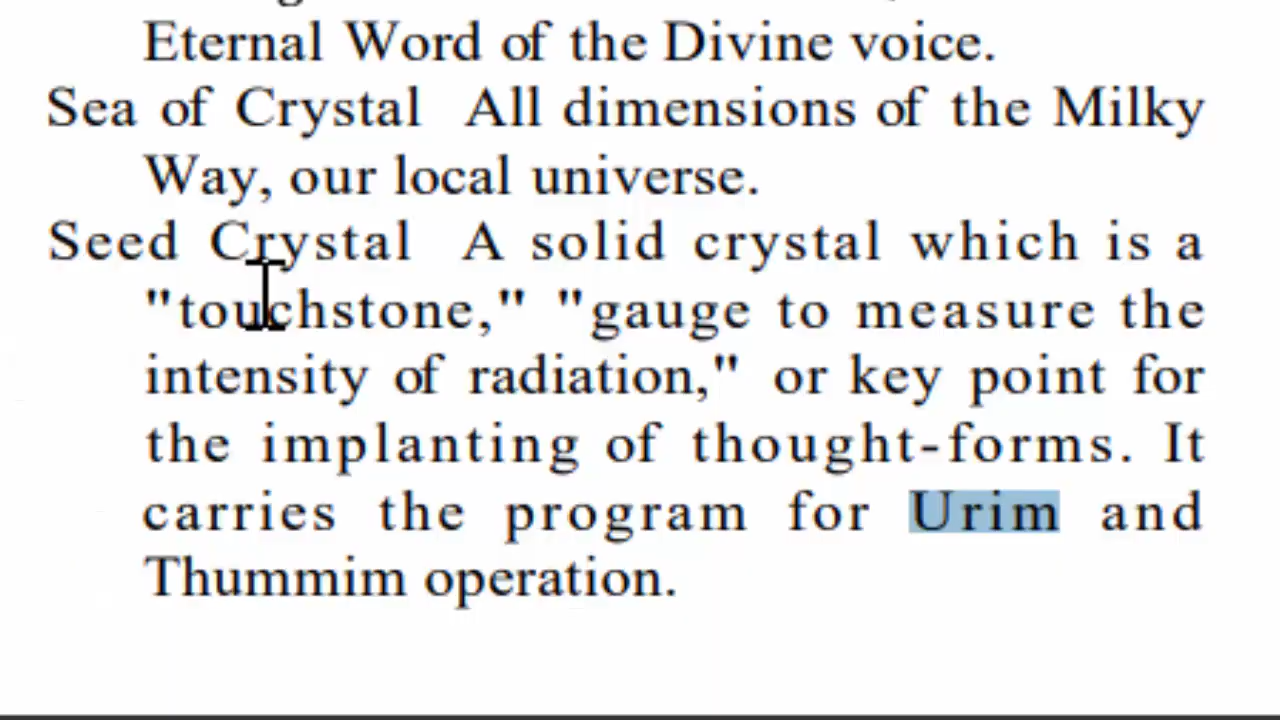 Eternal Word of the Divine voice.
Sea of Crystal All dimensions of the Milky
Way, our local universe.
Seed Crystal A solid crystal which is a
"touchstone," "gauge to measure the
intensity of radiation," or key point for
the implanting of thought-forms. It
carries the program for Urim and
Thummim operation.